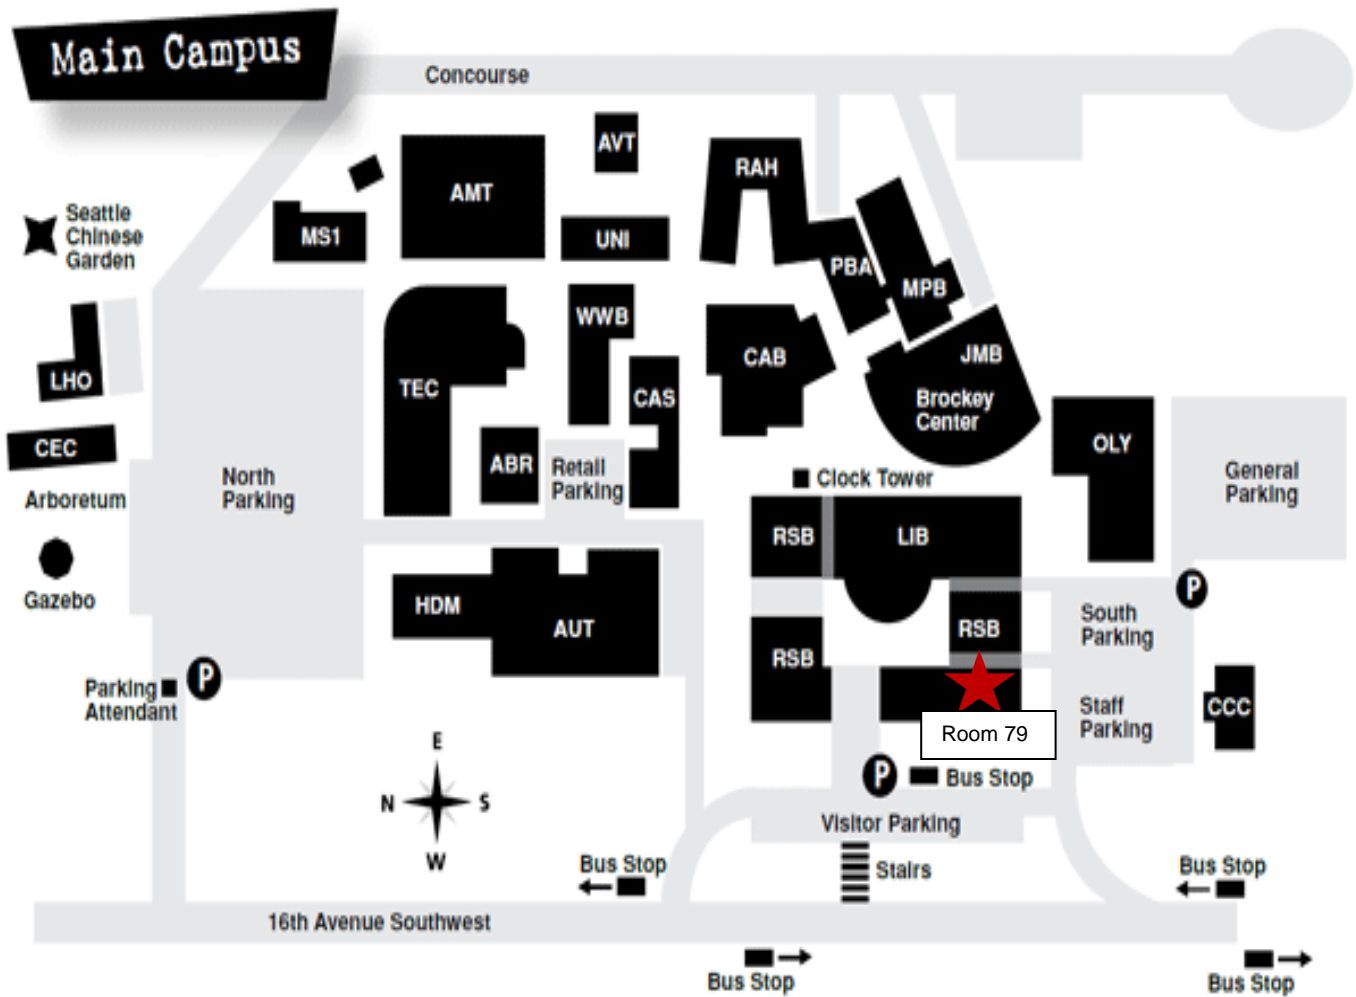 Main Campus
Concourse
AVT
AMT
RAH
Seattle
Chinese
Garden
MS1
UNI
PBA
MPB
WWB
CAB
JMB
LHO
TEC
CAS
Brockey
Center
CEC
ABR
Retail
Parking
OLY
North
Parking
General
Parking
Arboretum
Clock Tower
RSB
LIB
Gazebo
HDM
AUT
P
South
Parking
RSB
RSB
Parking
Attendant
P
Staff
Parking
CCC
Room 79
E
N
S
W
P
Bus Stop
Visitor Parking
Bus Stop
Stairs
Bus Stop
16th Avenue Southwest
Bus Stop
Bus Stop